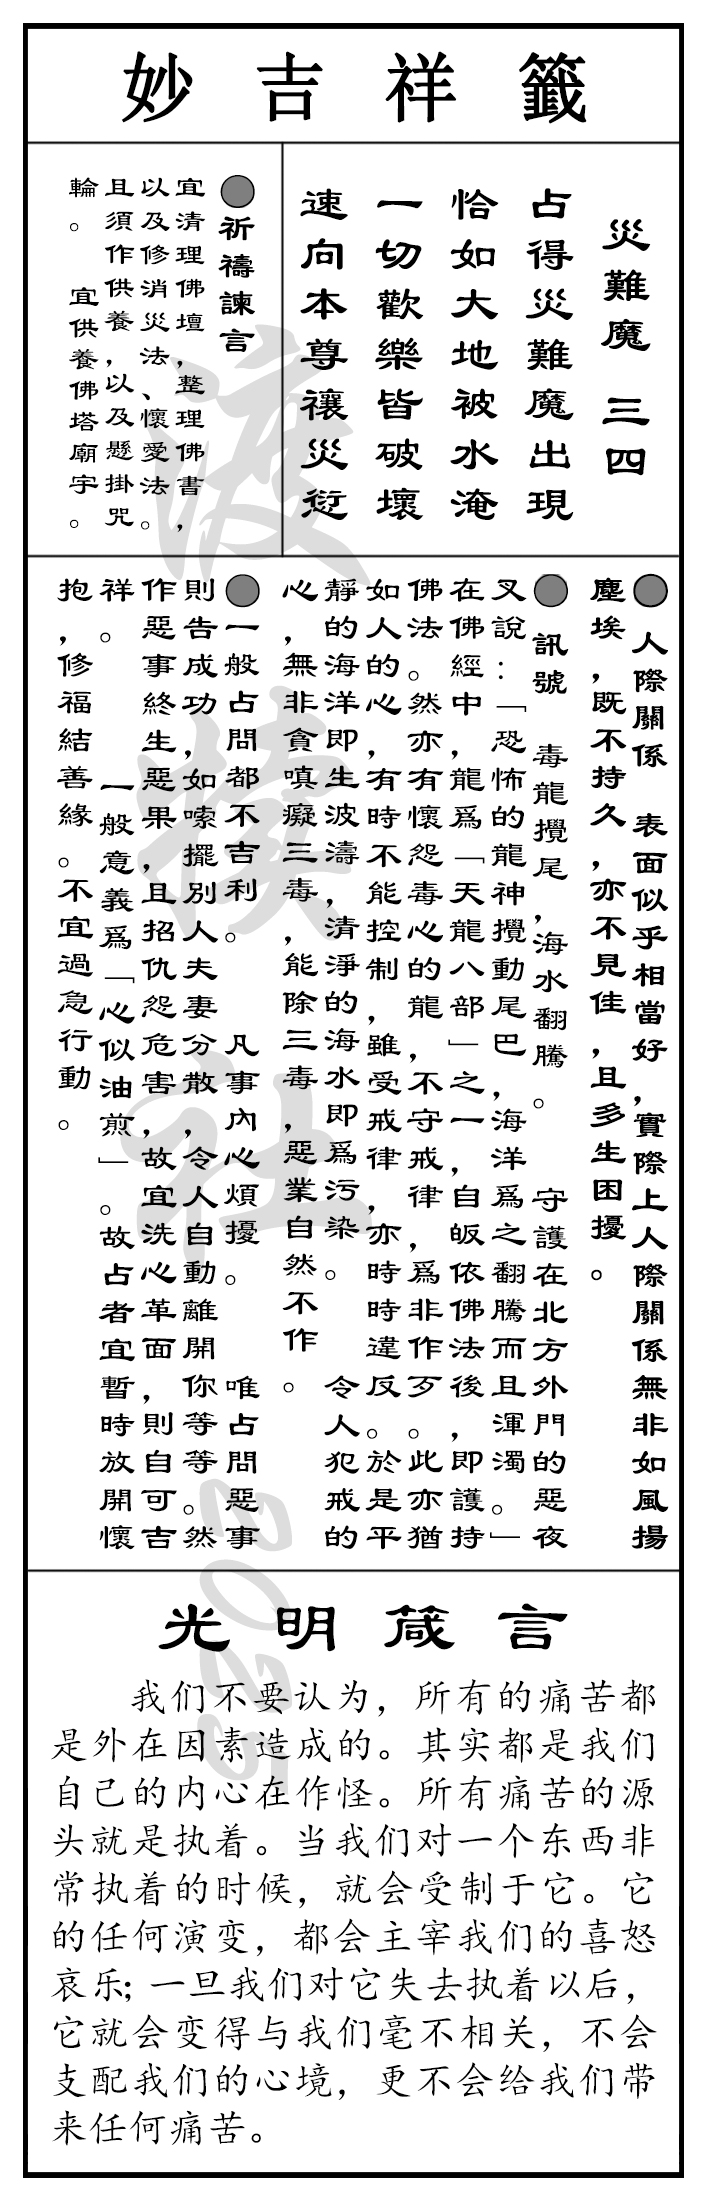 妙吉祥籤
災難魔 三四
占得災難魔出現
恰如大地被水淹
一切歡樂皆破壞
速向本尊禳災愆
●祈禱諫言
宜清理佛壇，整理佛書，
以及修消災法、懷愛法。
且須作供養，以及懸掛咒
輪。 宜供養佛塔廟宇。
● 人際關係 表面似乎相當好，實際上人際關係無非如風揚
塵埃，既不持久，亦不見佳，且多生困擾。
● 訊號 毒龍攪尾，海水翻騰。 守護在北方外門的惡夜
叉說：「恐怖的龍神攪動尾巴，海洋爲之翻騰而且渾濁。」
在佛經中，龍爲「天龍八部」之一，自皈依佛法後，即護持
佛法。然亦有懷怨毒心的龍，不守戒律，爲非作歹。此亦猶
如人的心，有時不能控制，雖受戒律，亦時時違反。於是平
靜的海洋即生波濤，清淨的海水即爲污染。 令人犯戒的
心，無非貪嗔癡三毒，能除三毒，惡業自然不作。
●一般占問都不吉利。 凡事內心煩擾。 唯占問惡事
則告成功，如嗦擺別人夫妻分散，令人自動離開你等等。然
作惡事終生惡果，且招仇怨危害，故宜洗心革面，則自可吉
祥。 一般意義爲「心似油煎」。故占者宜暫時放開懷
抱，修福結善緣。不宜過急行動。
光明箴言
我们不要认为，所有的痛苦都
是外在因素造成的。其实都是我们
自己的内心在作怪。所有痛苦的源
头就是执着。当我们对一个东西非
常执着的时候，就会受制于它。它
的任何演变，都会主宰我们的喜怒
哀乐；一旦我们对它失去执着以后，
它就会变得与我们毫不相关，不会
支配我们的心境，更不会给我们带
来任何痛苦。
渡犊社
2025